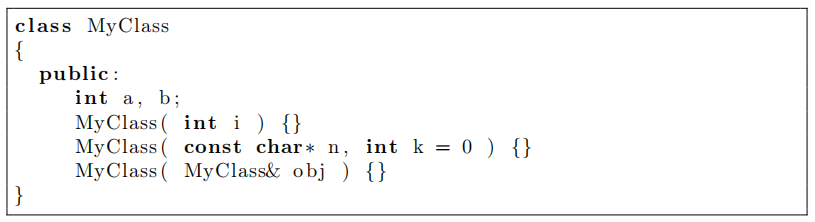 class MyClass
{
public:
int a, b;
MyClass( int i ) {}
MyClass( const char* n, int k = 0 ) {}
MyClass( MyClass& obj ) {}
}